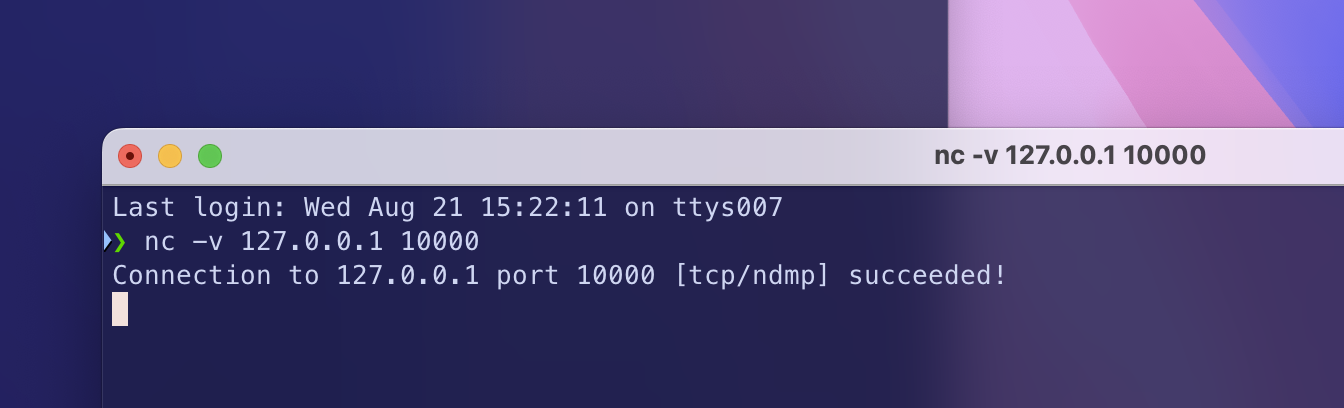 nc -v 127.0.0.1 10000
Last login: Wed Aug 21 15:22:11 on ttys007
❯ nc -v 127.0.0.1 10000
Connection to 127.0.0.1 port 10000 [tcp/ndmp] succeeded!